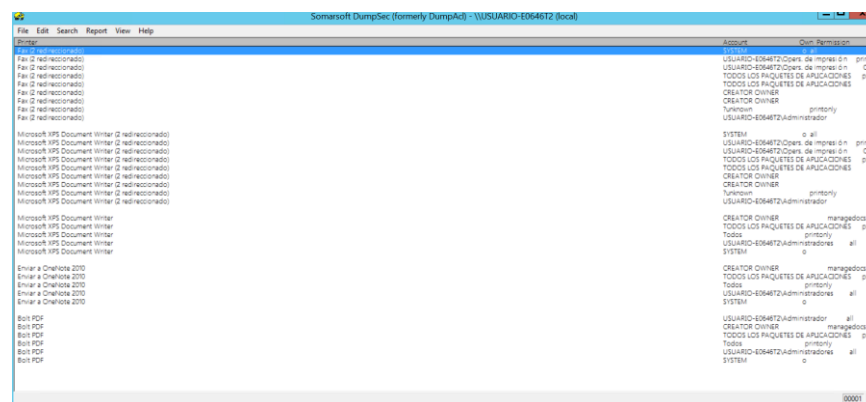 Somarsoft DumpSec (formerly DumpAcl) - \\USUARIO-E0646T2 (local)
File Edit Search Report View Help
Printer Account Own Permission
Fax (2 redireccionado) SYSTEM o all
Fax (2 redireccionado) USUARIO-E0646T2\Opers. de impresión prin
Fax (2 redireccionado) USUARIO-E0646T2\Opers. de impresión
Fax (2 redireccionado) TODOS LOS PAQUETES DE APLICACIONES p
Fax (2 redireccionado) TODOS LOS PAQUETES DE APLICACIONES
Fax (2 redireccionado) CREATOR OWNER
Fax (2 redireccionado) CREATOR OWNER
Fax (2 redireccionado) ?unknown printonly
Fax (2 redireccionado) USUARIO-E0646T2\Administrador
Microsoft XPS Document Writer (2 redireccionado) SYSTEM o all
Microsoft XPS Document Writer (2 redireccionado) USUARIO-E0646T2\Opers. de impresión prin
Microsoft XPS Document Writer (2 redireccionado) USUARIO-E0646T2\Opers. de impresión
Microsoft XPS Document Writer (2 redireccionado) TODOS LOS PAQUETES DE APLICACIONES p
Microsoft XPS Document Writer (2 redireccionado) TODOS LOS PAQUETES DE APLICACIONES
Microsoft XPS Document Writer (2 redireccionado) CREATOR OWNER
Microsoft XPS Document Writer (2 redireccionado) CREATOR OWNER
Microsoft XPS Document Writer (2 redireccionado) ?unknown printonly
Microsoft XPS Document Writer (2 redireccionado) USUARIO-E0646T2\Administrador
Microsoft XPS Document Writer CREATOR OWNER managedocs
Microsoft XPS Document Writer TODOS LOS PAQUETES DE APLICACIONES p
Microsoft XPS Document Writer Todos printonly
Microsoft XPS Document Writer USUARIO-E0646T2\Administradores all
Microsoft XPS Document Writer SYSTEM o
Enviar a OneNote 2010 CREATOR OWNER managedocs
Enviar a OneNote 2010 TODOS LOS PAQUETES DE APLICACIONES p
Enviar a OneNote 2010 Todos printonly
Enviar a OneNote 2010 USUARIO-E0646T2\Administradores all
Enviar a OneNote 2010 SYSTEM o
Bolt PDF USUARIO-E0646T2\Administrador all
Bolt PDF CREATOR OWNER managedocs
Bolt PDF TODOS LOS PAQUETES DE APLICACIONES p
Bolt PDF Todos printonly
Bolt PDF USUARIO-E0646T2\Administradores all
Bolt PDF SYSTEM o
00001